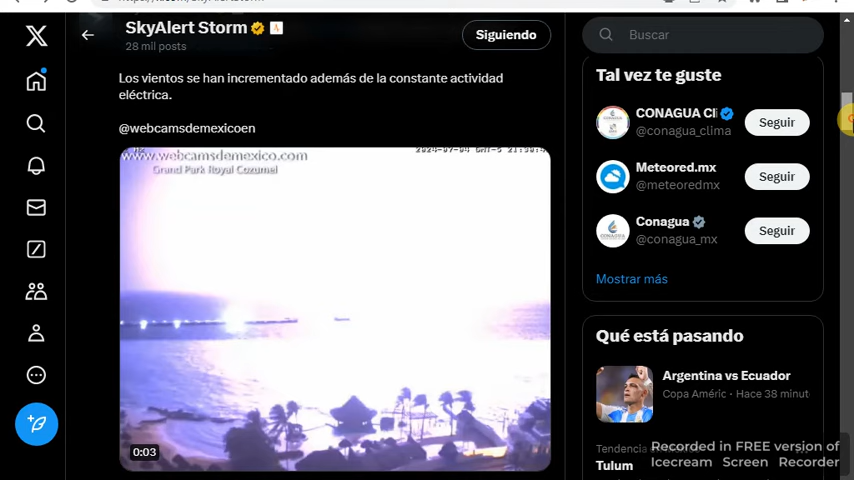 SkyAlert Storm
28 mil posts
Siguiendo
Buscar
Los vientos se han incrementado además de la constante actividad
eléctrica.
@webcamsdemexicoen
www.webcamsdemexico.com
Grand Park Royal Cozumel
0:03
Tal vez te guste
CONAGUA Cli
@conagua_clima
Seguir
Meteored.mx
@meteoredmx
Seguir
Conagua
@conagua_mx
Seguir
Mostrar más
Qué está pasando
Argentina vs Ecuador
Copa Améric · Hace 38 minut
Tendencia
Tulum
Recorded in FREE version of
Icecream Screen Recorder